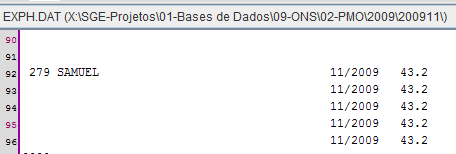 EXPH.DAT (X:\SGE-Projetos\01-Bases de Dados\09-ONS\02-PMO\2009\200911\)
90
91
92 279 SAMUEL 11/2009 43.2
93 11/2009 43.2
94 11/2009 43.2
95 11/2009 43.2
96 11/2009 43.2